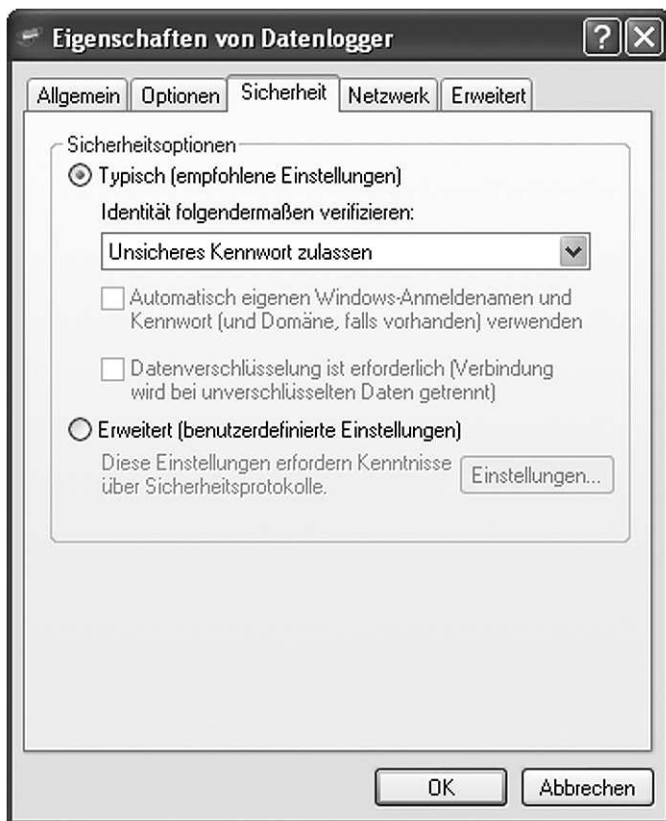 Eigenschaften von Datenlogger
Allgemein
Optionen
Sicherheit
Netzwerk
Erweitert
Sicherheitsoptionen
Typisch (empfohlene Einstellungen)
Identität folgendermaßen verifizieren:
Unsicheres Kennwort zulassen
Automatisch eigenen Windows-Anmeldenamen und
Kennwort (und Domäne, falls vorhanden) verwenden
Datenverschlüsselung ist erforderlich (Verbindung
wird bei unverschlüsselten Daten getrennt)
Erweitert (benutzerdefinierte Einstellungen)
Diese Einstellungen erfordern Kenntnisse
über Sicherheitsprotokolle.
Einstellungen...
OK
Abbrechen